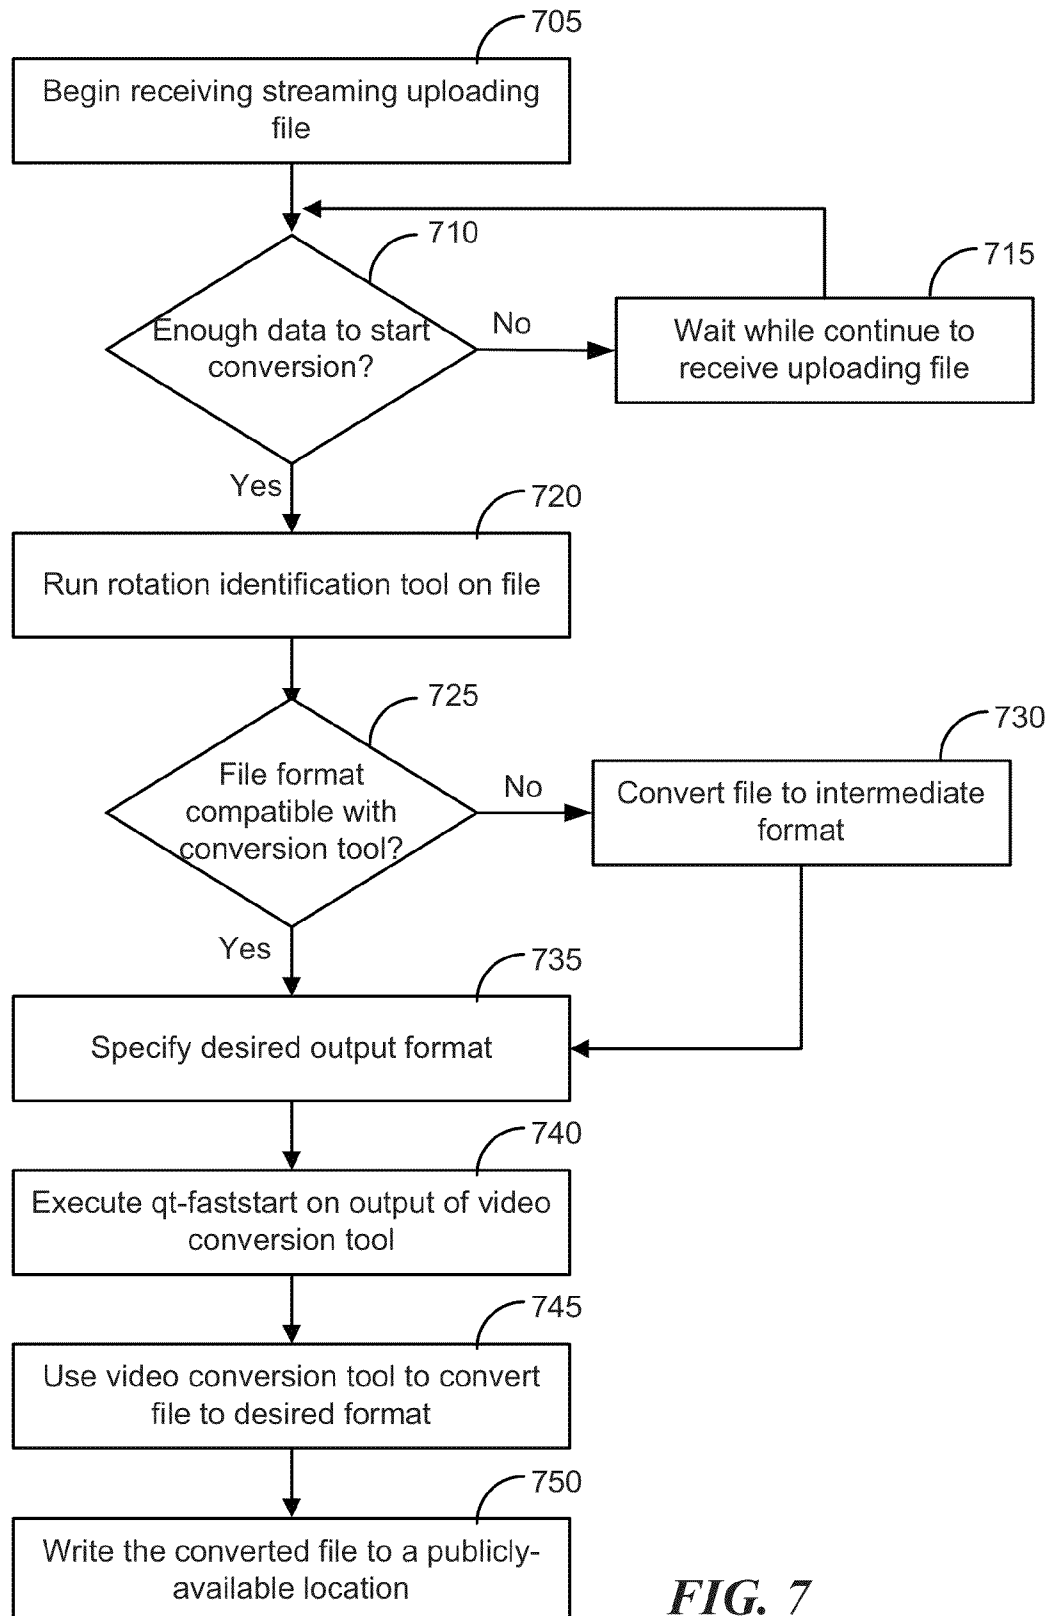 705
Begin receiving streaming uploading
file
710
Enough data to start
conversion?
No
715
Wait while continue to
receive uploading file
Yes
720
Run rotation identification tool on file
725
File format
compatible with
conversion tool?
No
730
Convert file to intermediate
format
Yes
735
Specify desired output format
740
Execute qt-faststart on output of video
conversion tool
745
Use video conversion tool to convert
file to desired format
750
Write the converted file to a publicly-
available location
FIG. 7